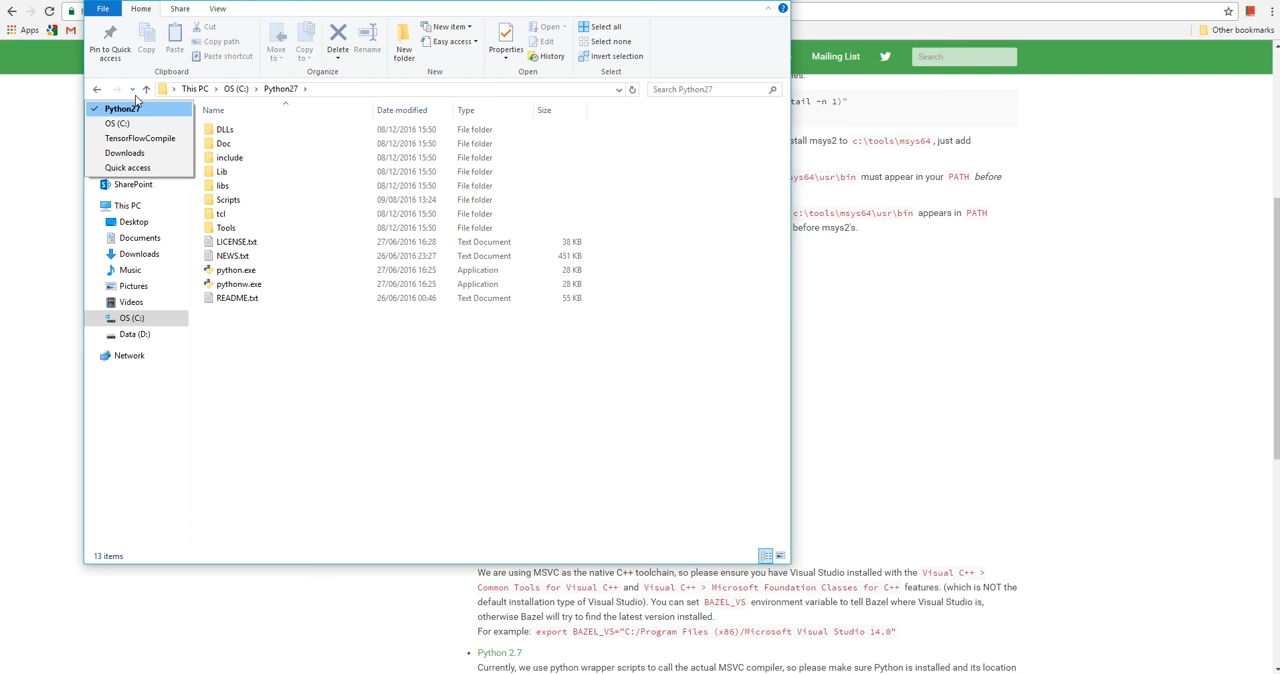 File Home Share View
Apps
Other bookmarks
Pin to Quick access
Copy
Paste
Cut
Copy path
Paste shortcut
Clipboard
Move to
Copy to
Delete
Rename
Organize
New folder
New item
Easy access
New
Properties
Open
Edit
History
Open
Select all
Select none
Invert selection
Select
Mailing List
Search
This PC > OS (C:) > Python27 >
Search Python27
Python27
OS (C:)
TensorFlowCompile
Downloads
Quick access
SharePoint
This PC
Desktop
Documents
Downloads
Music
Pictures
Videos
OS (C:)
Data (D:)
Network
Name Date modified Type Size
DLLs 08/12/2016 15:50 File folder
Doc 08/12/2016 15:50 File folder
include 08/12/2016 15:50 File folder
Lib 08/12/2016 15:50 File folder
libs 08/12/2016 15:50 File folder
Scripts 09/08/2016 13:24 File folder
tcl 08/12/2016 15:50 File folder
Tools 08/12/2016 15:50 File folder
LICENSE.txt 27/06/2016 16:28 Text Document 38 KB
NEWS.txt 26/06/2016 23:27 Text Document 451 KB
python.exe 27/06/2016 16:25 Application 28 KB
pythonw.exe 27/06/2016 16:25 Application 28 KB
README.txt 26/06/2016 00:46 Text Document 55 KB
13 items
tail -n 1)"
stall msys2 to c:\tools\msys64, just add
ys64\usr\bin must appear in your PATH before
c:\tools\msys64\usr\bin appears in PATH
before msys2's.
We are using MSVC as the native C++ toolchain, so please ensure you have Visual Studio installed with the Visual C++ >
Common Tools for Visual C++ and Visual C++ > Microsoft Foundation Classes for C++ features. (which is NOT the
default installation type of Visual Studio). You can set BAZEL_VS environment variable to tell Bazel where Visual Studio is,
otherwise Bazel will try to find the latest version installed.
For example: export BAZEL_VS="C:/Program Files (x86)/Microsoft Visual Studio 14.0"
• Python 2.7
Currently, we use python wrapper scripts to call the actual MSVC compiler, so please make sure Python is installed and its location